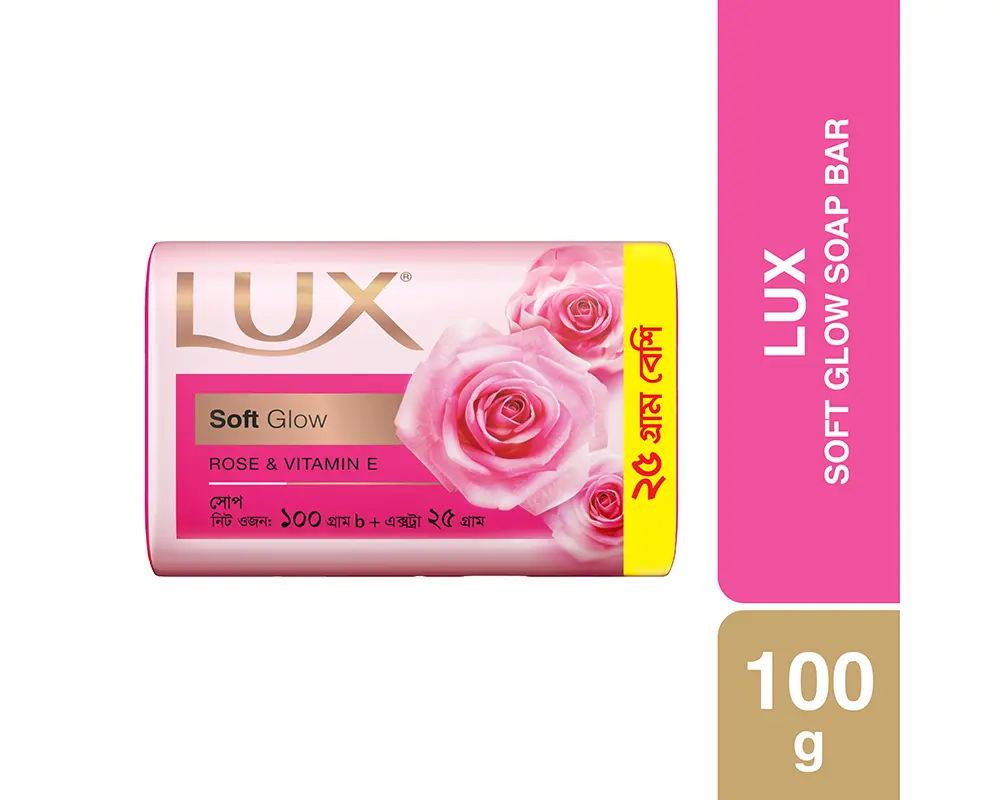 LUX®
Soft Glow
ROSE & VITAMIN E
সোপ
নিট ওজন: ১০০ গ্রাম b + এক্সট্রা ২৫ গ্রাম
২৫ গ্রাম বেশি
LUX
SOFT GLOW SOAP BAR
100
g